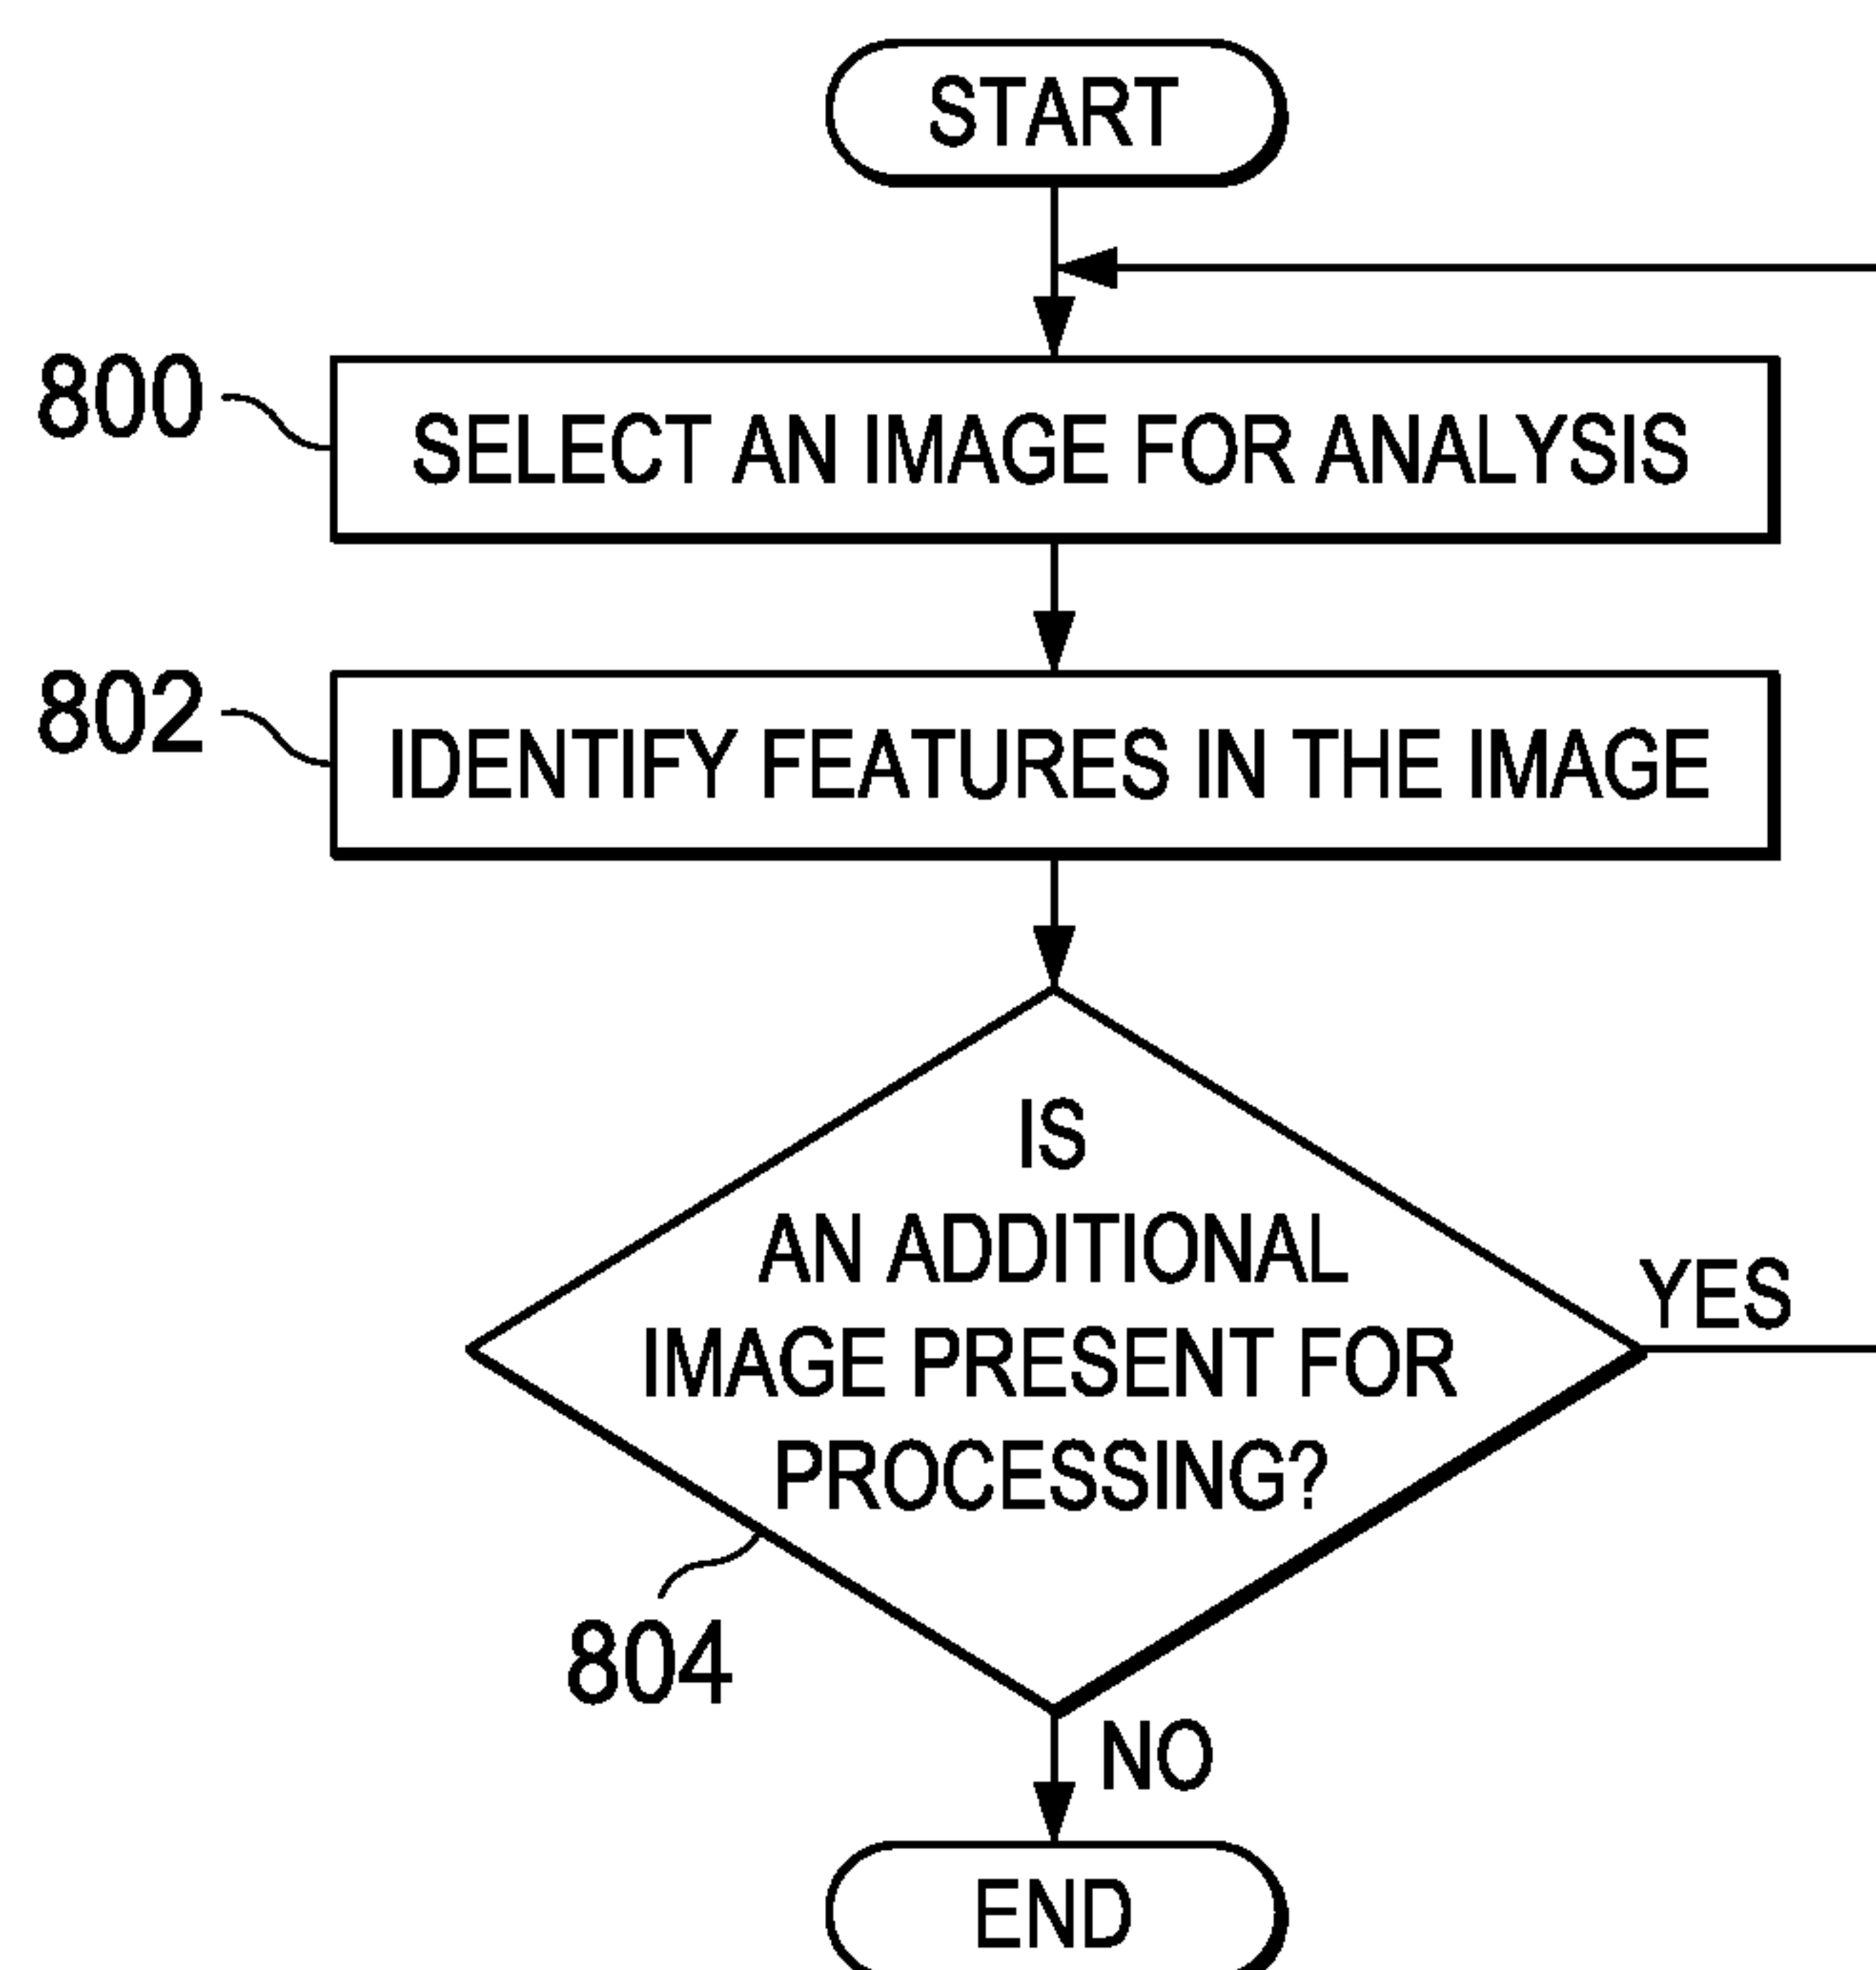 START
800
SELECT AN IMAGE FOR ANALYSIS
802
IDENTIFY FEATURES IN THE IMAGE
IS
AN ADDITIONAL
IMAGE PRESENT FOR
PROCESSING?
YES
804
NO
END